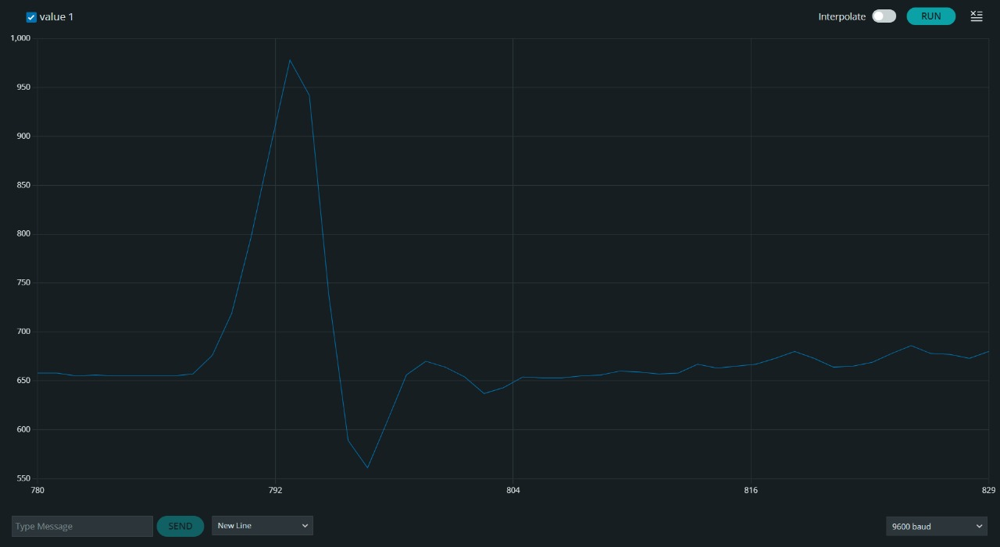 value 1
Interpolate
RUN
1,000
950
900
850
800
750
700
650
600
550
780 792 804 816 829
Type Message
SEND
New Line
9600 baud